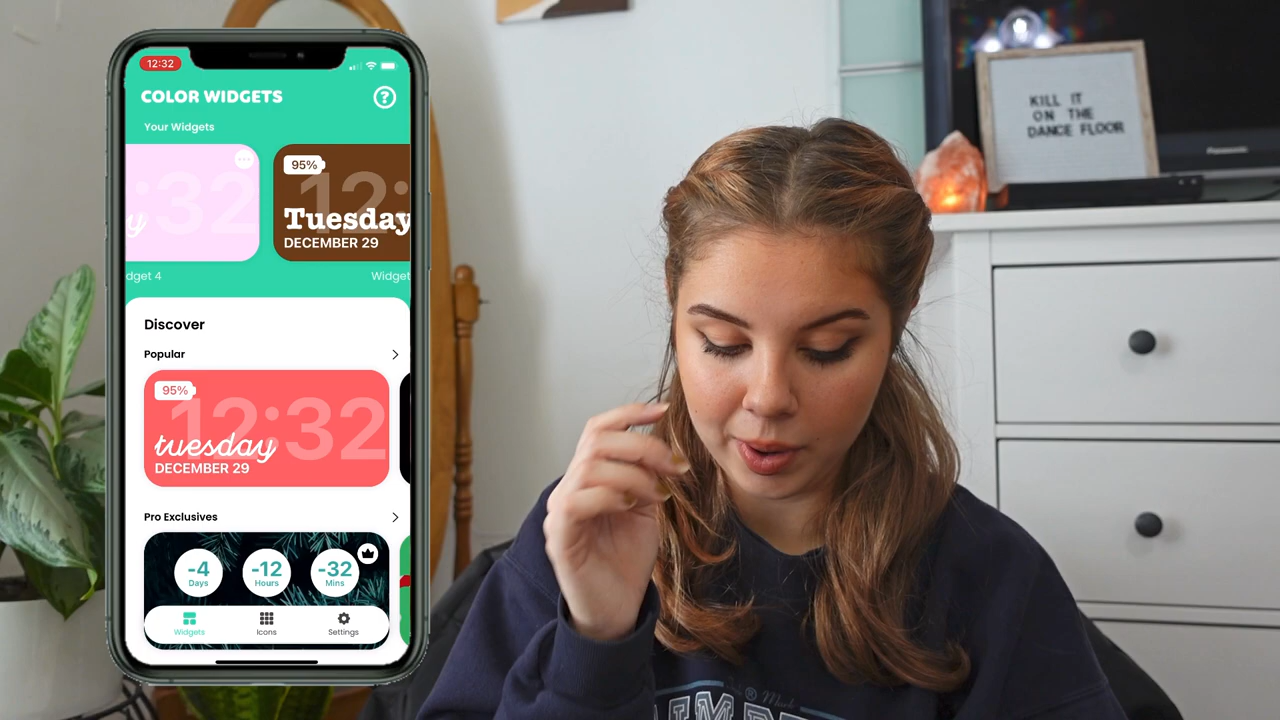 12:32
COLOR WIDGETS
Your Widgets
:32
y
95%
12:
Tuesday
DECEMBER 29
dget 4
Widget
Discover
Popular
95%
12:32
tuesday
DECEMBER 29
Pro Exclusives
-4
Days
-12
Hours
-32
Mins
Widgets
Icons
Settings
KILL IT
ON THE
DANCE FLOOR
Panasonic